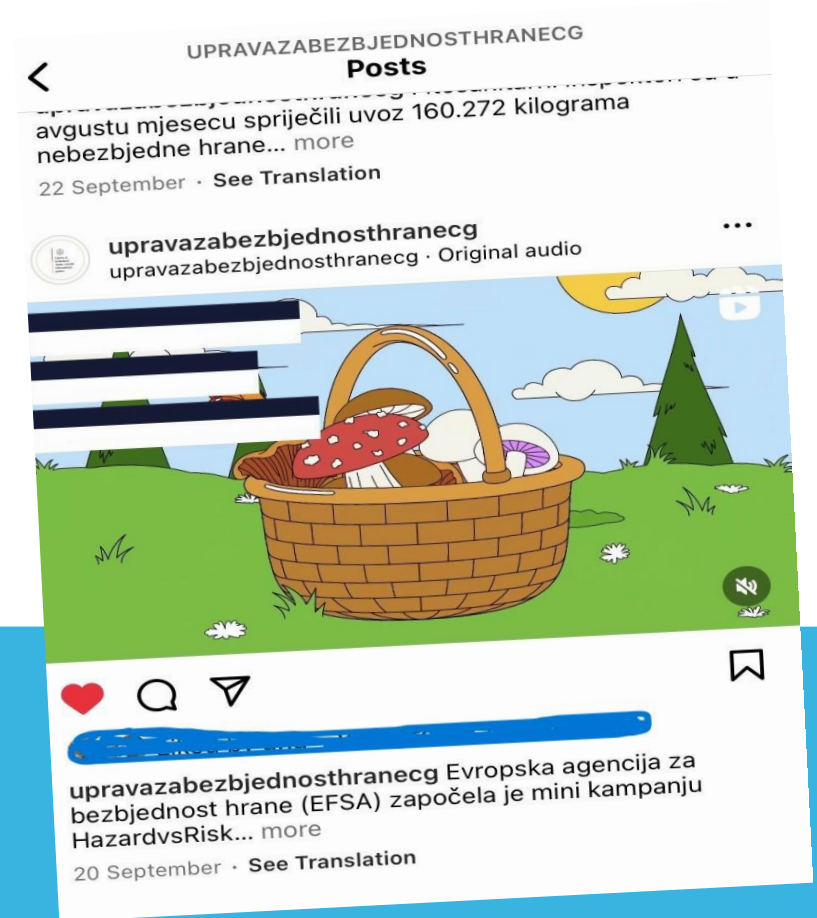 UPRAVAZABEZBJEDNOSTHRANECG
Posts
avgustu mjesecu spriječili uvoz 160.272 kilograma
nebezbjedne hrane... more
22 September · See Translation
upravazabezbjednosthranecg
upravazabezbjednosthranecg · Original audio
upravazabezbjednosthranecg Evropska agencija za
bezbjednost hrane (EFSA) započela je mini kampanju
HazardvsRisk... more
20 September · See Translation